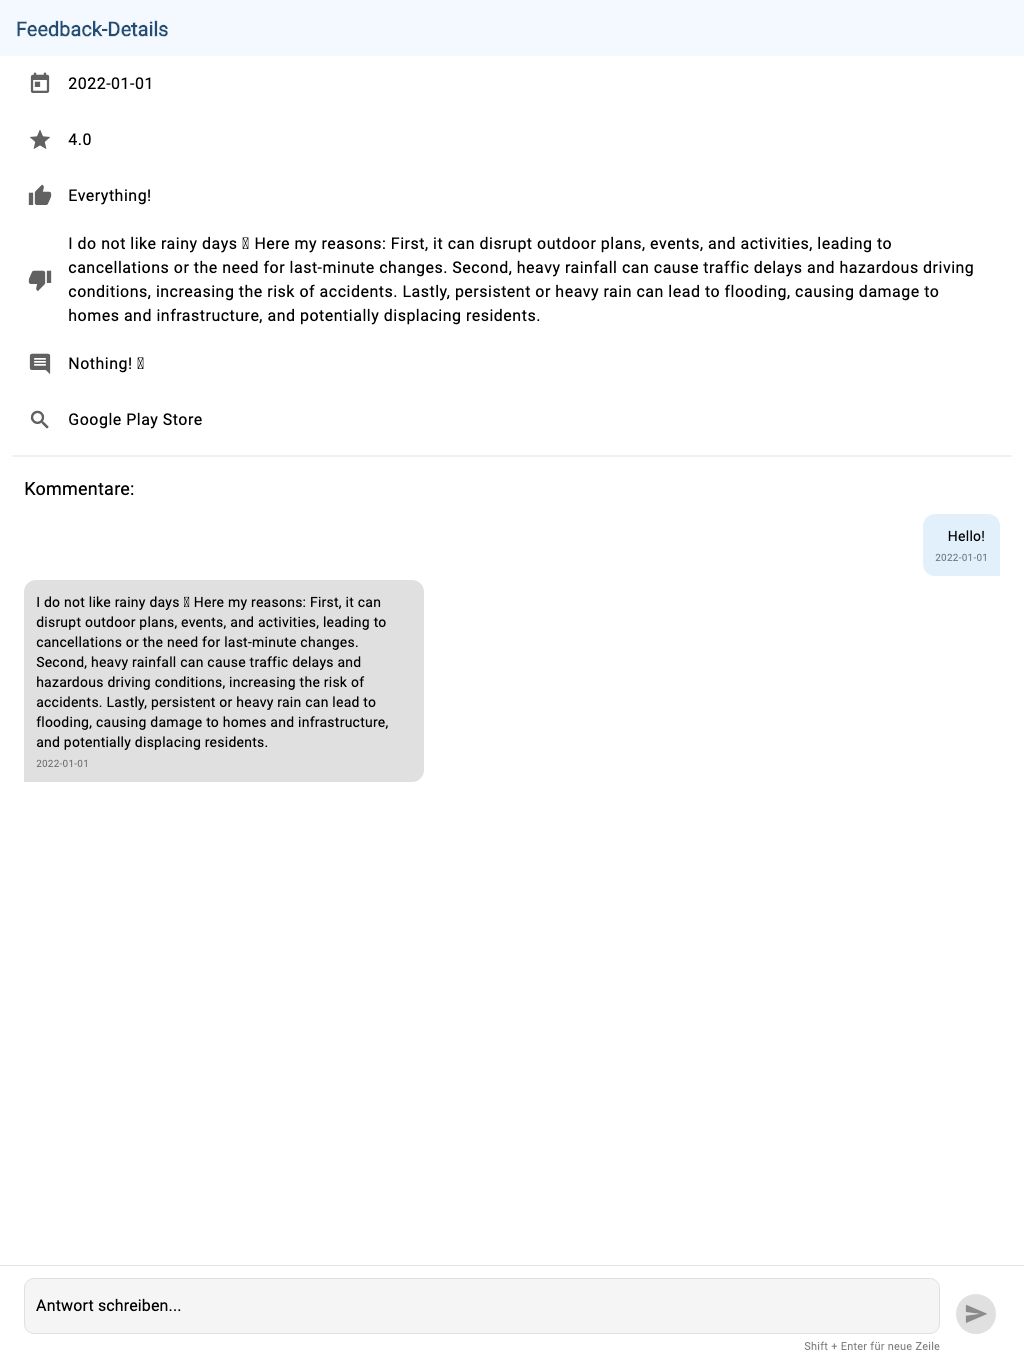 Feedback-Details
2022-01-01
4.0
Everything!
I do not like rainy days Here my reasons: First, it can disrupt outdoor plans, events, and activities, leading to
cancellations or the need for last-minute changes. Second, heavy rainfall can cause traffic delays and hazardous driving
conditions, increasing the risk of accidents. Lastly, persistent or heavy rain can lead to flooding, causing damage to
homes and infrastructure, and potentially displacing residents.
Nothing!
Google Play Store
Kommentare:
Hello!
2022-01-01
I do not like rainy days Here my reasons: First, it can
disrupt outdoor plans, events, and activities, leading to
cancellations or the need for last-minute changes.
Second, heavy rainfall can cause traffic delays and
hazardous driving conditions, increasing the risk of
accidents. Lastly, persistent or heavy rain can lead to
flooding, causing damage to homes and infrastructure,
and potentially displacing residents.
2022-01-01
Antwort schreiben...
Shift + Enter für neue Zeile